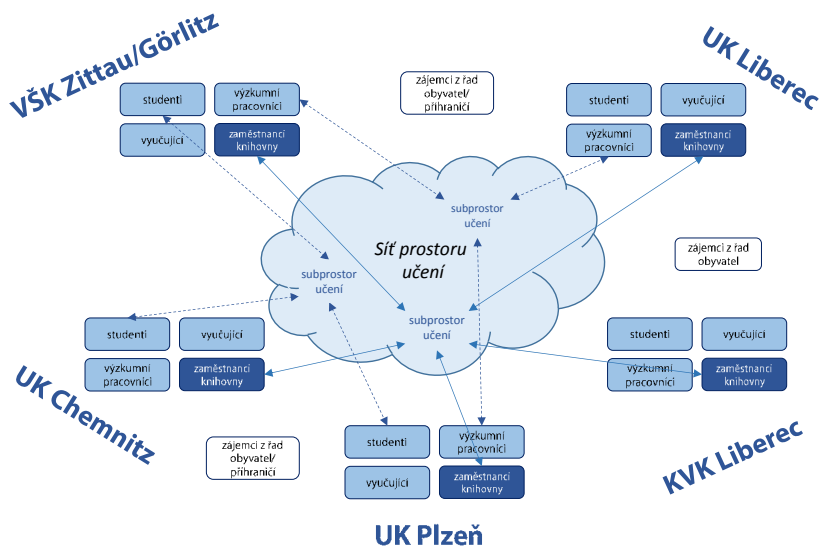 VŠK Zittau/Görlitz
UK Liberec
studenti
výzkumní
pracovníci
vyučující
zaměstnanci
knihovny
zájemci z řad
obyvatel/
příhraničí
studenti
vyučující
výzkumní
pracovníci
zaměstnanci
knihovny
subprostor
učení
Síť prostoru
učení
zájemci z řad
obyvatel
subprostor
učení
subprostor
učení
studenti
vyučující
výzkumní
pracovníci
zaměstnanci
knihovny
UK Chemnitz
studenti
vyučující
výzkumní
pracovníci
zaměstnanci
knihovny
KVK Liberec
zájemci z řad
obyvatel/
příhraničí
studenti
výzkumní
pracovníci
vyučující
zaměstnanci
knihovny
UK Plzeň